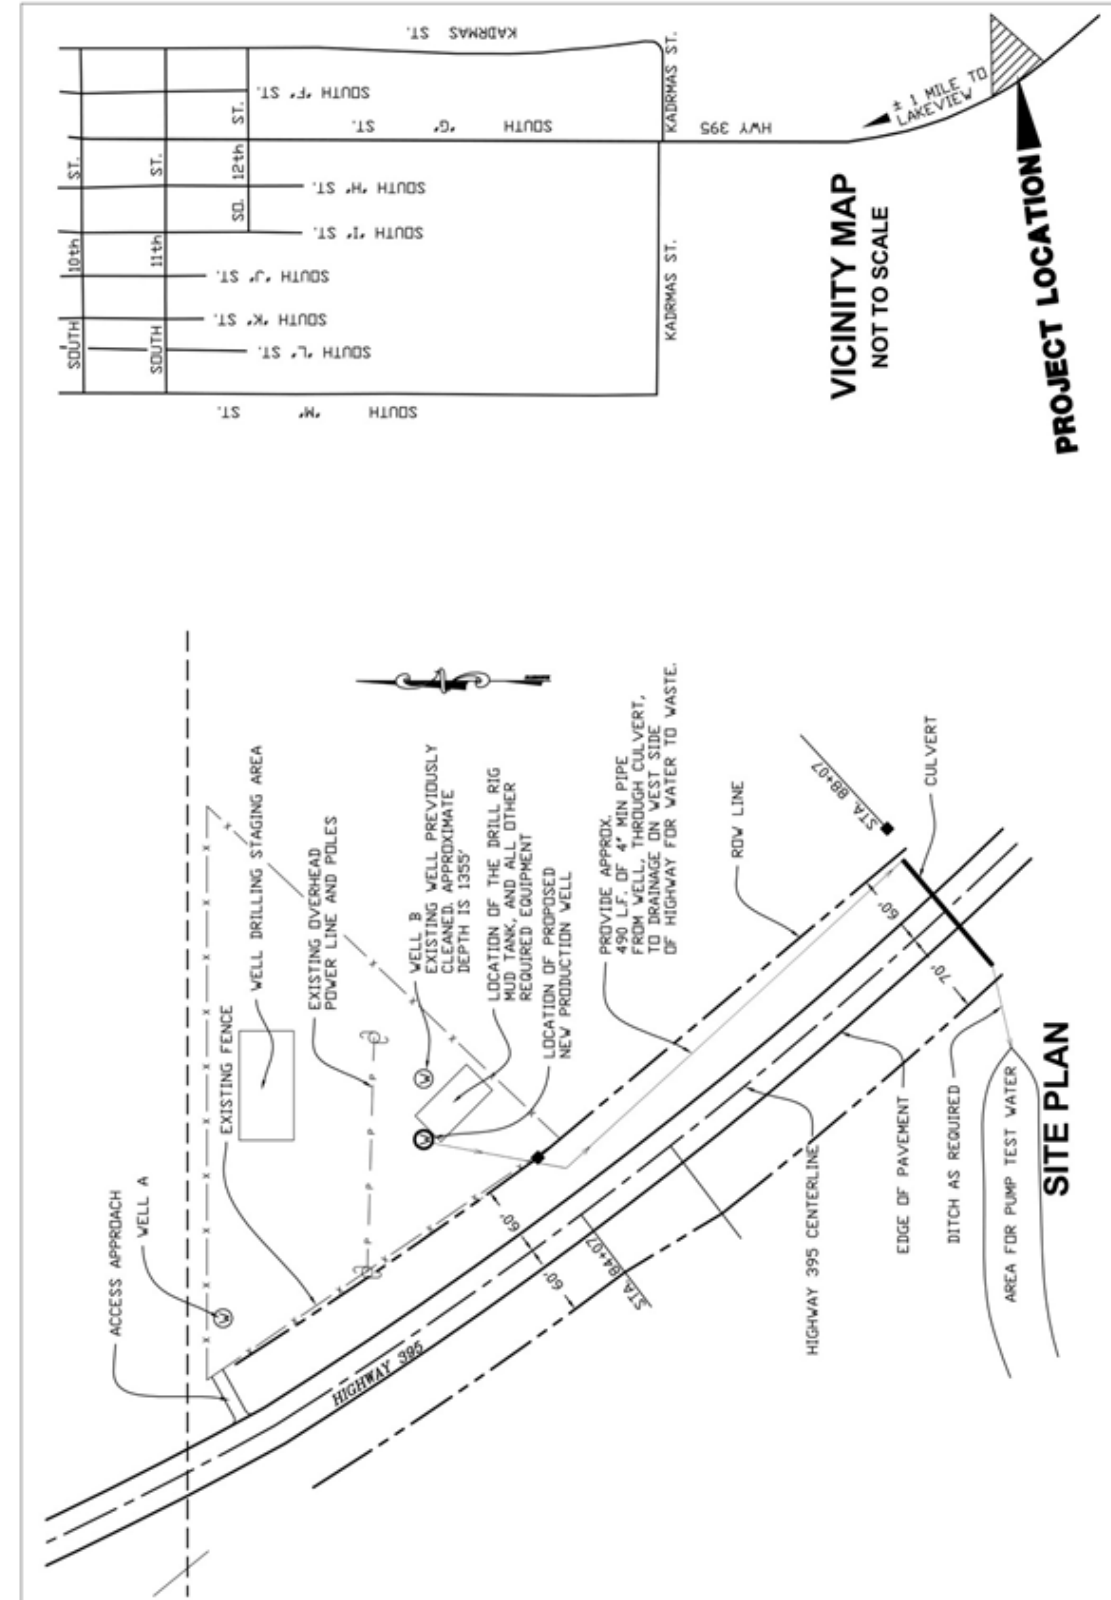 KADRMAS ST.
SOUTH "F" ST.
SOUTH "G" ST.
SOUTH "H" ST.
SOUTH "I" ST.
SOUTH "J" ST.
SOUTH "K" ST.
SOUTH "L" ST.
SOUTH "M" ST.
SOUTH 10th ST.
SOUTH 11th ST.
SO. 12th ST.
KADRMAS ST.
KADRMAS ST.
HWY 395
± 1 MILE TO
LAKEVIEW
VICINITY MAP
NOT TO SCALE
PROJECT LOCATION
ACCESS APPROACH
WELL A
W
EXISTING FENCE
WELL DRILLING STAGING AREA
EXISTING OVERHEAD
POWER LINE AND POLES
WELL B
EXISTING WELL PREVIOUSLY
CLEANED. APPROXIMATE
DEPTH IS 1355'
W
LOCATION OF THE DRILL RIG
MUD TANK, AND ALL OTHER
REQUIRED EQUIPMENT
LOCATION OF PROPOSED
NEW PRODUCTION WELL
W
PROVIDE APPROX.
490 L.F. OF 4" MIN PIPE
FROM WELL, THROUGH CULVERT,
TO DRAINAGE ON WEST SIDE
OF HIGHWAY FOR WATER TO WASTE.
ROW LINE
STA. 88+07
CULVERT
60'
70'
60'
60'
STA. 84+07
HIGHWAY 395
HIGHWAY 395 CENTERLINE
EDGE OF PAVEMENT
DITCH AS REQUIRED
AREA FOR PUMP TEST WATER
SITE PLAN